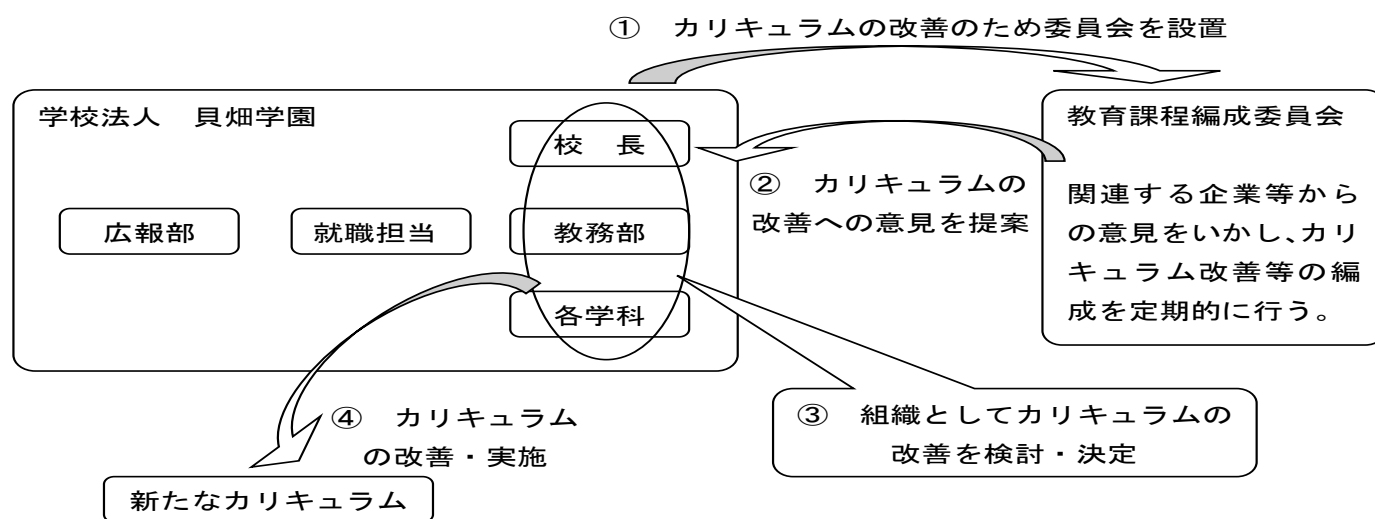 ①　カリキュラムの改善のため委員会を設置
学校法人　貝畑学園
校　長
広報部
就職担当
教務部
各学科
教育課程編成委員会
関連する企業等から
の意見をいかし、カリ
キュラム改善等の編
成を定期的に行う。
②　カリキュラムの
改善への意見を提案
③　組織としてカリキュラムの
改善を検討・決定
④　カリキュラム
の改善・実施
新たなカリキュラム